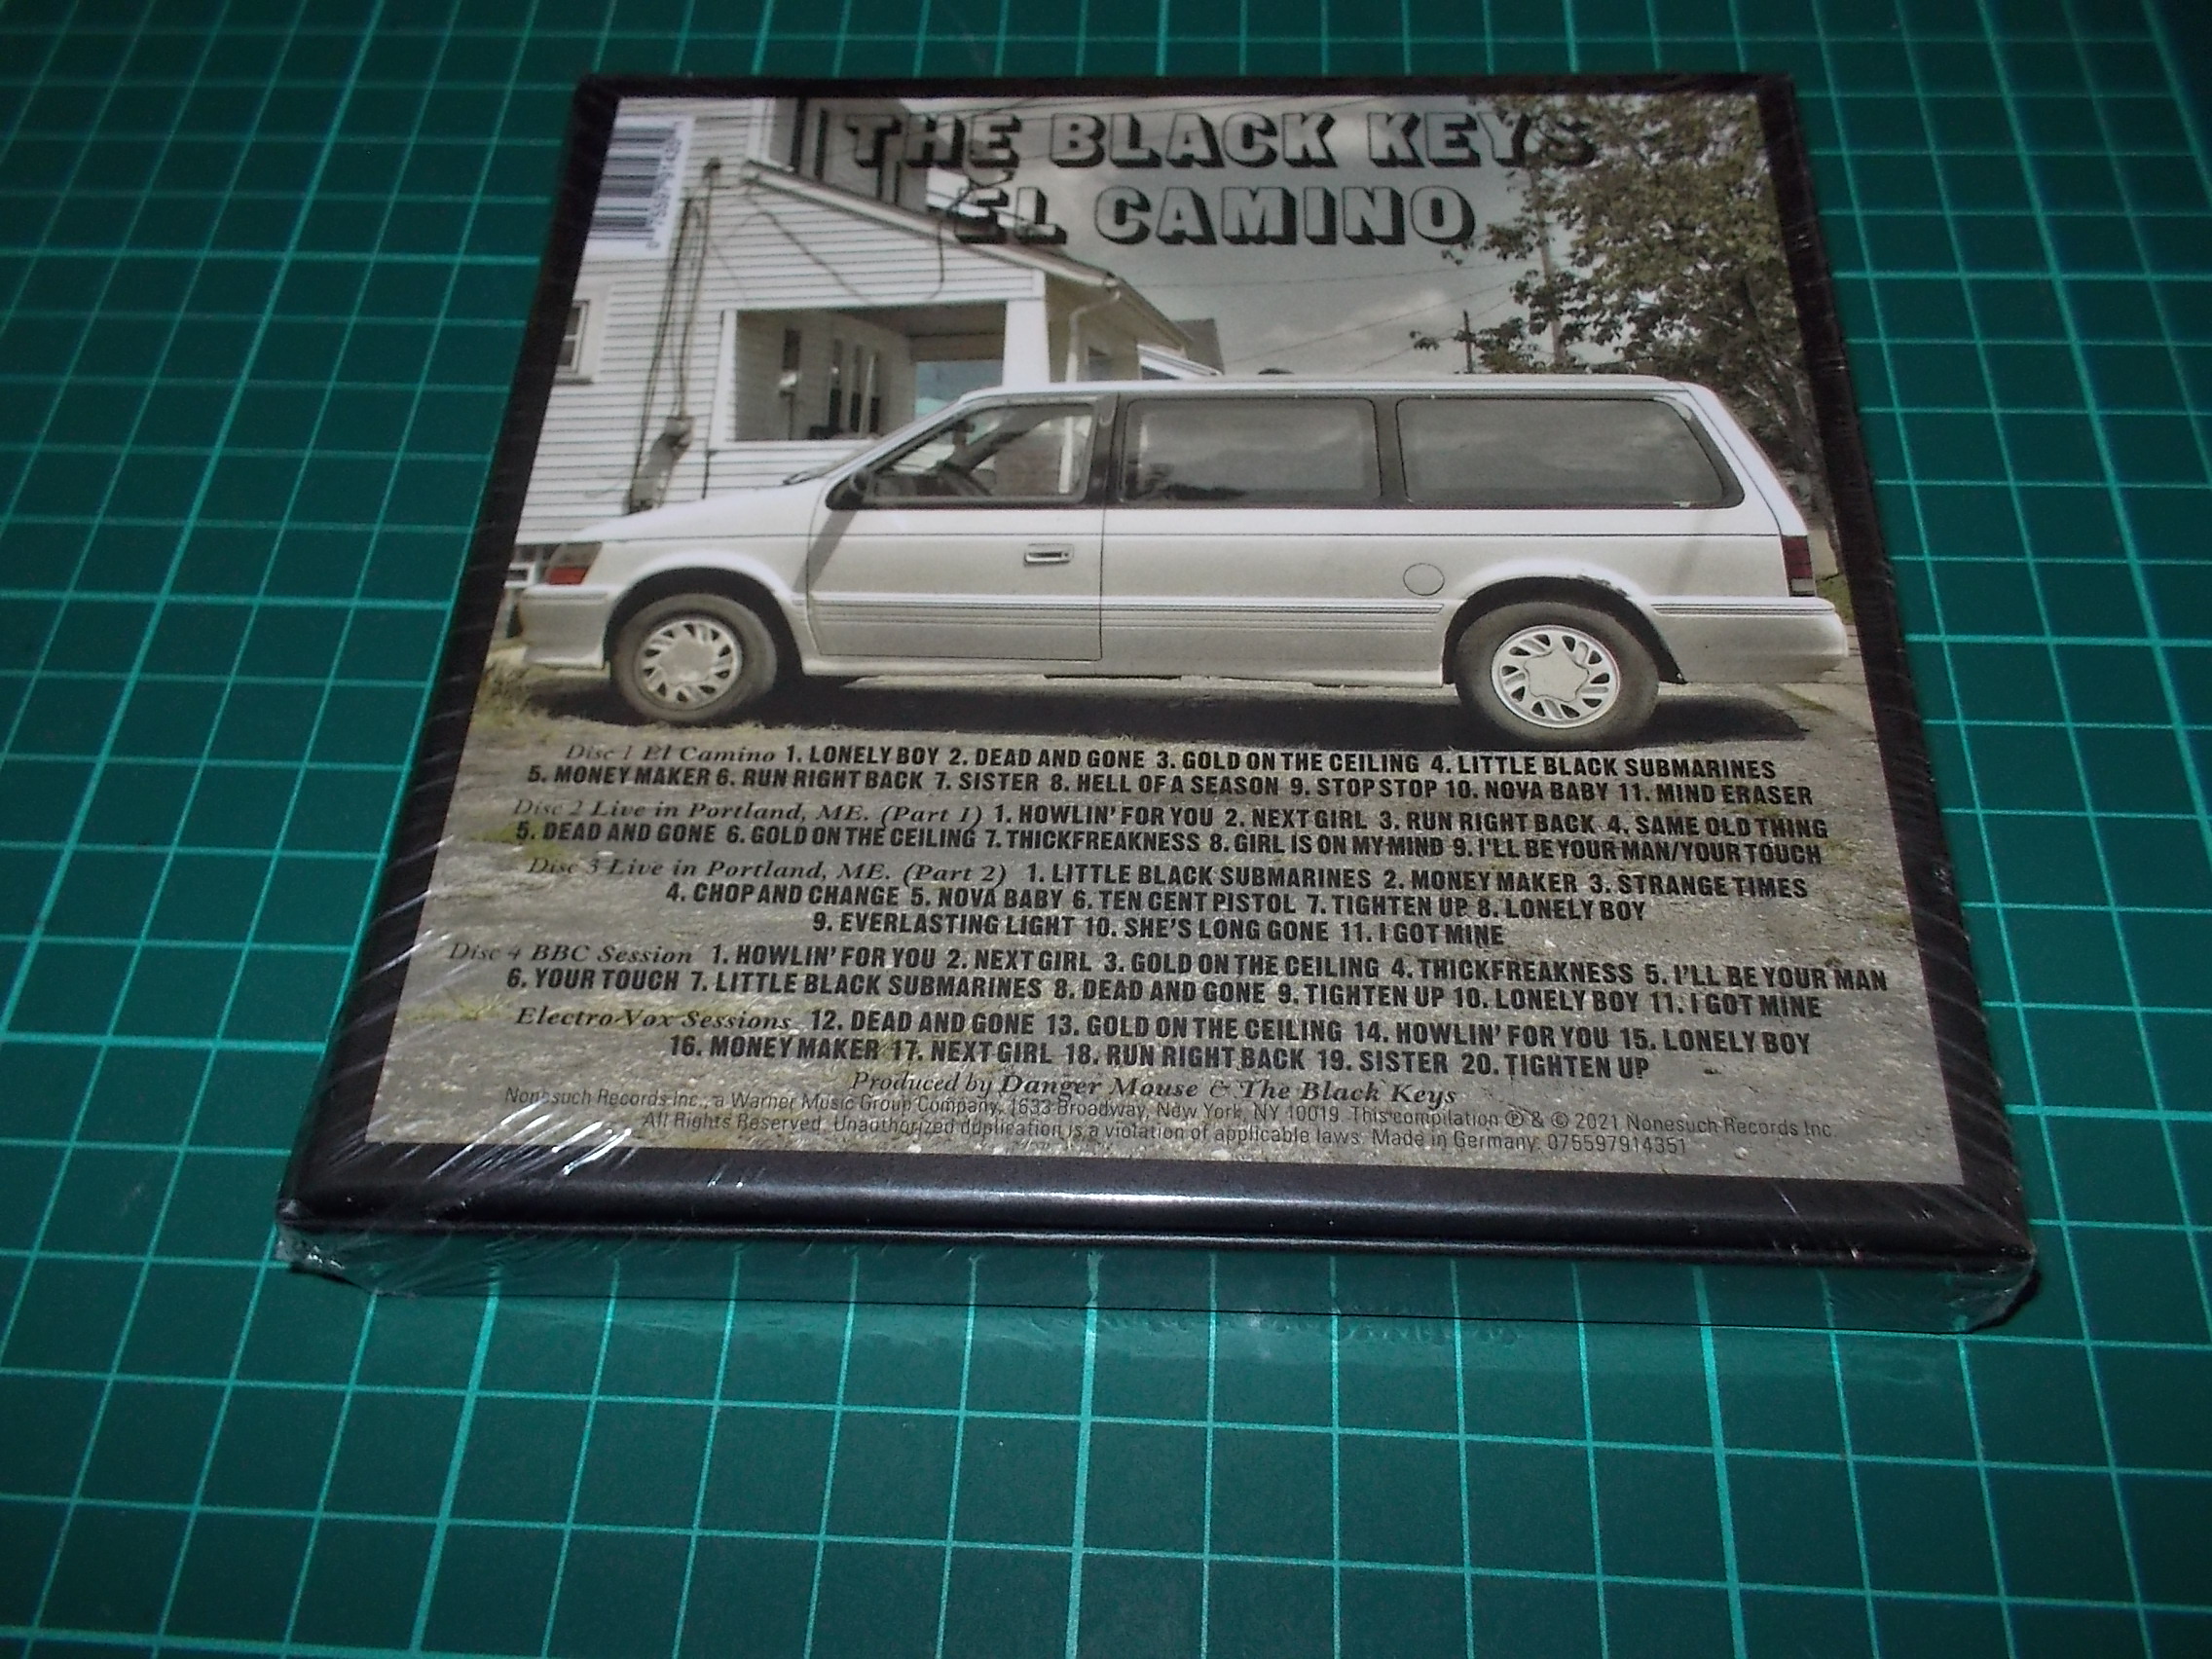 THE BLACK KEYS
EL CAMINO
Disc 1 El Camino 1. LONELY BOY 2. DEAD AND GONE 3. GOLD ON THE CEILING 4. LITTLE BLACK SUBMARINES
5. MONEY MAKER 6. RUN RIGHT BACK 7. SISTER 8. HELL OF A SEASON 9. STOP STOP 10. NOVA BABY 11. MIND ERASER
Disc 2 Live in Portland, ME. (Part 1) 1. HOWLIN' FOR YOU 2. NEXT GIRL 3. RUN RIGHT BACK 4. SAME OLD THING
5. DEAD AND GONE 6. GOLD ON THE CEILING 7. THICKFREAKNESS 8. GIRL IS ON MY MIND 9. I'LL BE YOUR MAN/YOUR TOUCH
Disc 3 Live in Portland, ME. (Part 2) 1. LITTLE BLACK SUBMARINES 2. MONEY MAKER 3. STRANGE TIMES
4. CHOP AND CHANGE 5. NOVA BABY 6. TEN CENT PISTOL 7. TIGHTEN UP 8. LONELY BOY
9. EVERLASTING LIGHT 10. SHE'S LONG GONE 11. I GOT MINE
Disc 4 BBC Session 1. HOWLIN' FOR YOU 2. NEXT GIRL 3. GOLD ON THE CEILING 4. THICKFREAKNESS 5. I'LL BE YOUR MAN
6. YOUR TOUCH 7. LITTLE BLACK SUBMARINES 8. DEAD AND GONE 9. TIGHTEN UP 10. LONELY BOY 11. I GOT MINE
Electro-Vox Sessions 12. DEAD AND GONE 13. GOLD ON THE CEILING 14. HOWLIN' FOR YOU 15. LONELY BOY
16. MONEY MAKER 17. NEXT GIRL 18. RUN RIGHT BACK 19. SISTER 20. TIGHTEN UP
Produced by Danger Mouse & The Black Keys
Nonesuch Records Inc., a Warner Music Group Company, 1633 Broadway, New York, NY 10019. This compilation ℗ & © 2021 Nonesuch Records Inc.
All Rights Reserved. Unauthorized duplication is a violation of applicable laws. Made in Germany. 075597914351